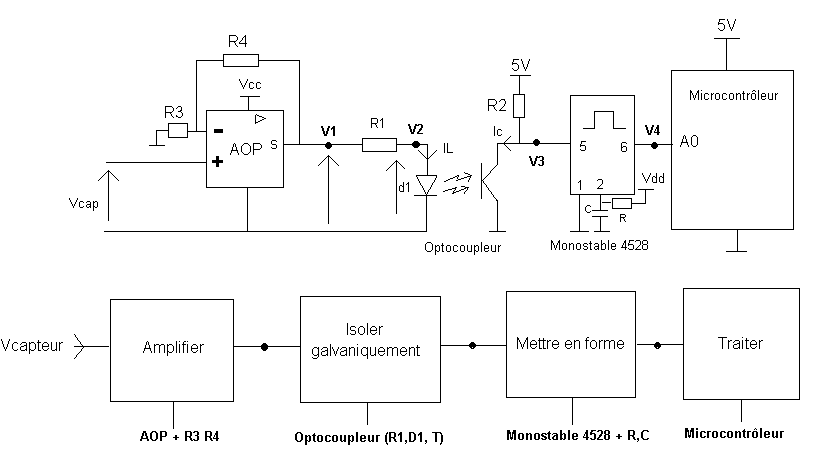 R4
5V
Vcc
5V
R3
R2
Microcontrôleur
-
V1
R1
V2
Ic
V4
AOP
S
IL
V3
5
6
A0
+
d1
1
2
Vdd
Vcap
C
R
Optocoupleur
Monostable 4528
Vcapteur
Amplifier
Isoler
galvaniquement
Mettre en forme
Traiter
AOP + R3 R4
Optocoupleur (R1,D1, T)
Monostable 4528 + R,C
Microcontrôleur